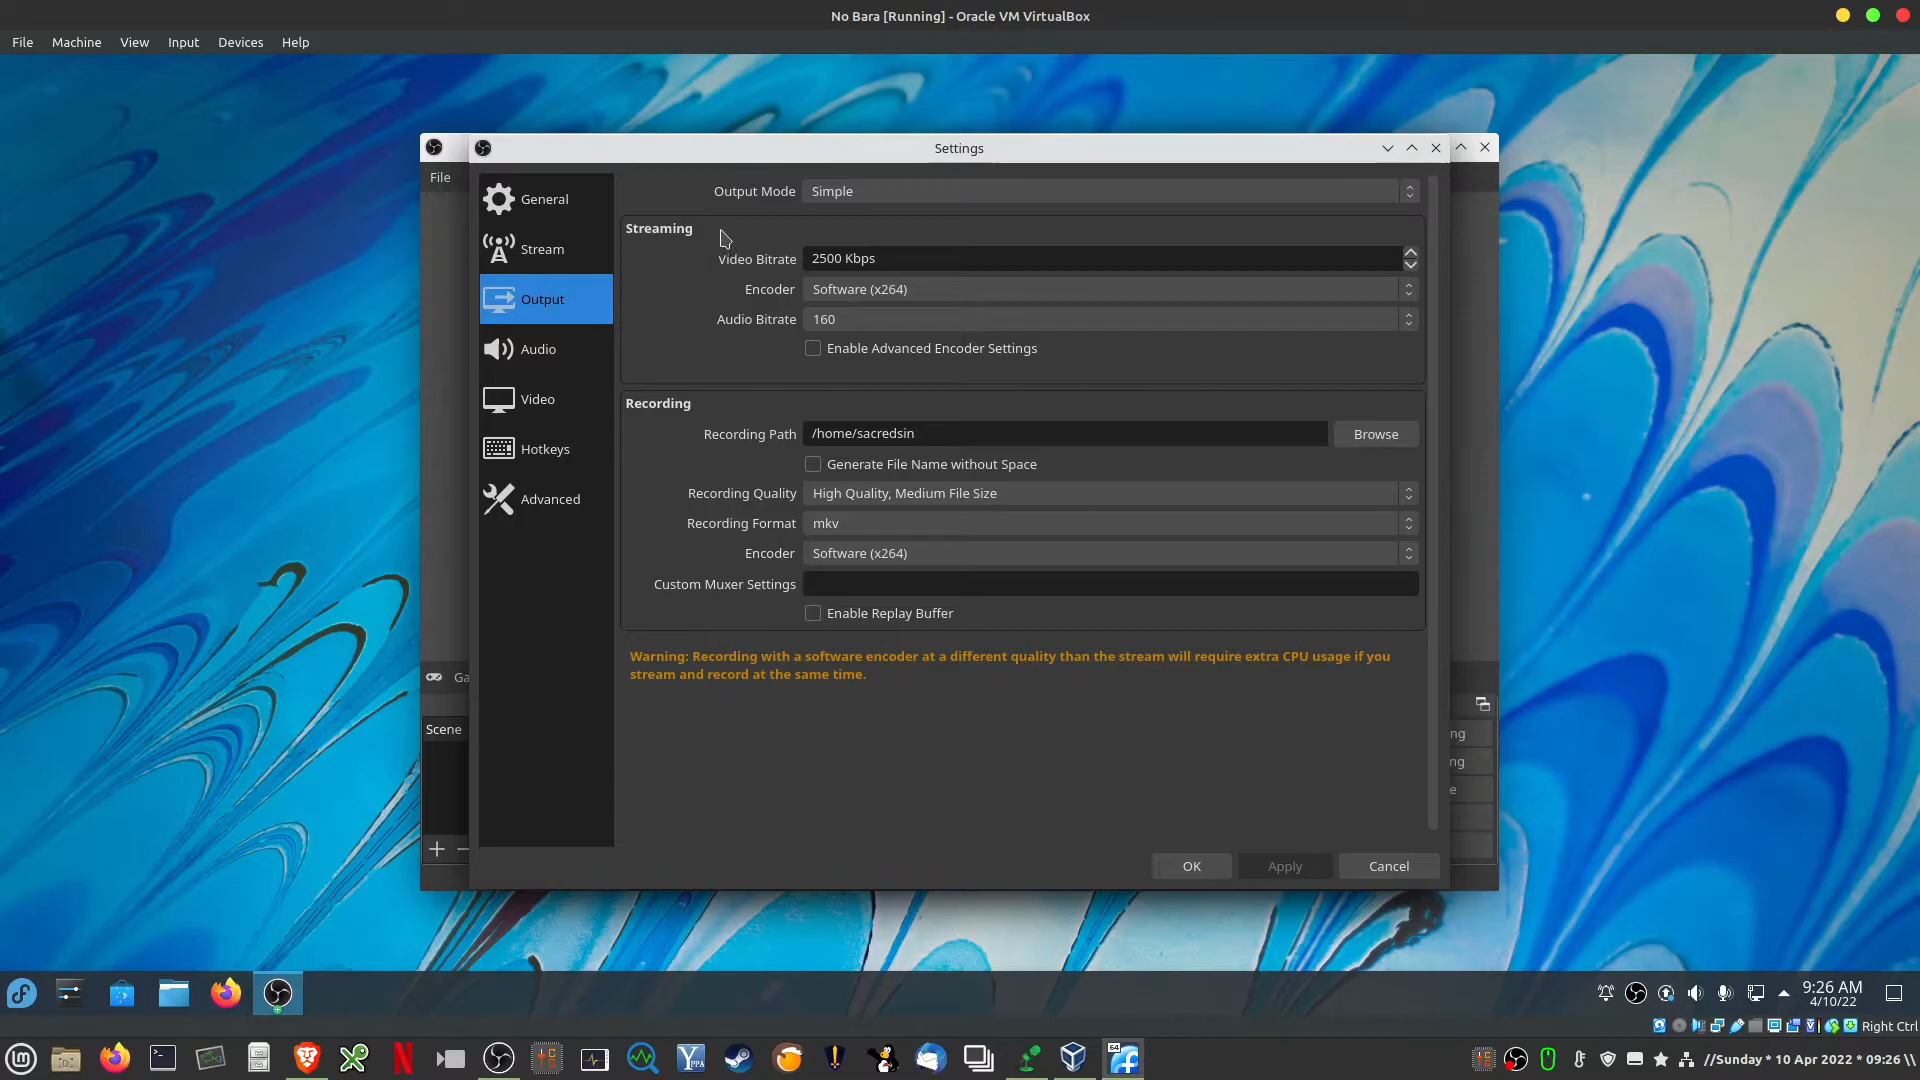 No Bara [Running] - Oracle VM VirtualBox
File Machine View Input Devices Help
Settings
File
General
Stream
Output
Audio
Video
Hotkeys
Advanced
Output Mode Simple
Streaming
Video Bitrate 2500 Kbps
Encoder Software (x264)
Audio Bitrate 160
Enable Advanced Encoder Settings
Recording
Recording Path /home/sacredsin Browse
Generate File Name without Space
Recording Quality High Quality, Medium File Size
Recording Format mkv
Encoder Software (x264)
Custom Muxer Settings
Enable Replay Buffer
Warning: Recording with a software encoder at a different quality than the stream will require extra CPU usage if you
stream and record at the same time.
Ga
Scene
ng
ng
e
OK Apply Cancel
9:26 AM
4/10/22
Right Ctrl
64
//Sunday * 10 Apr 2022 * 09:26 \\